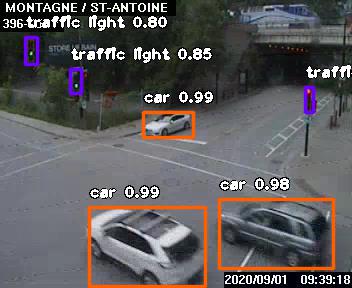 MONTAGNE / ST-ANTOINE
traffic light 0.80
traffic light 0.85
traffi
car 0.99
car 0.99
car 0.98
2020/09/01 09:39:18